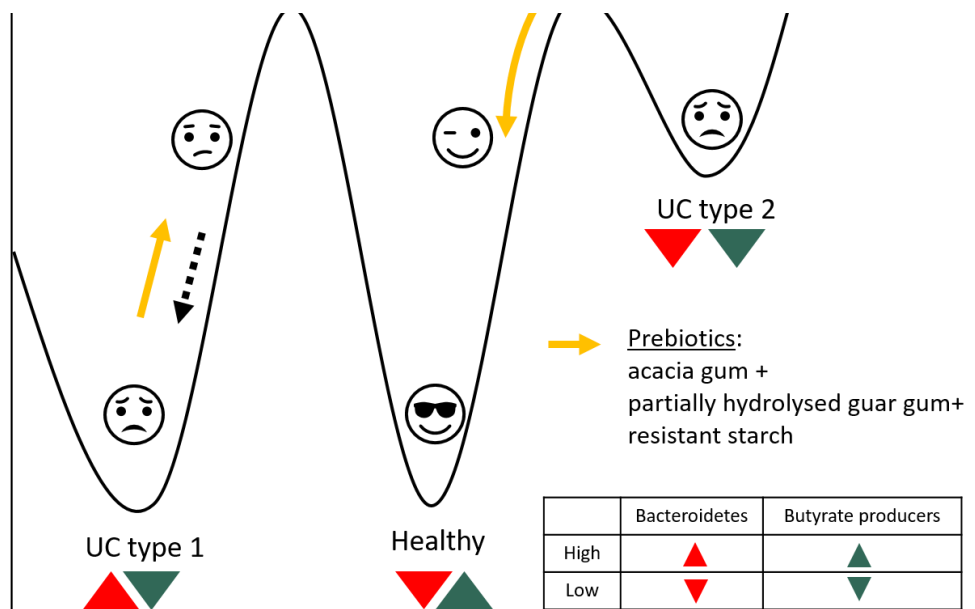 UC type 2
Prebiotics:
acacia gum +
partially hydrolysed guar gum+
resistant starch
UC type 1
Healthy
Bacteroidetes Butyrate producers
High
Low